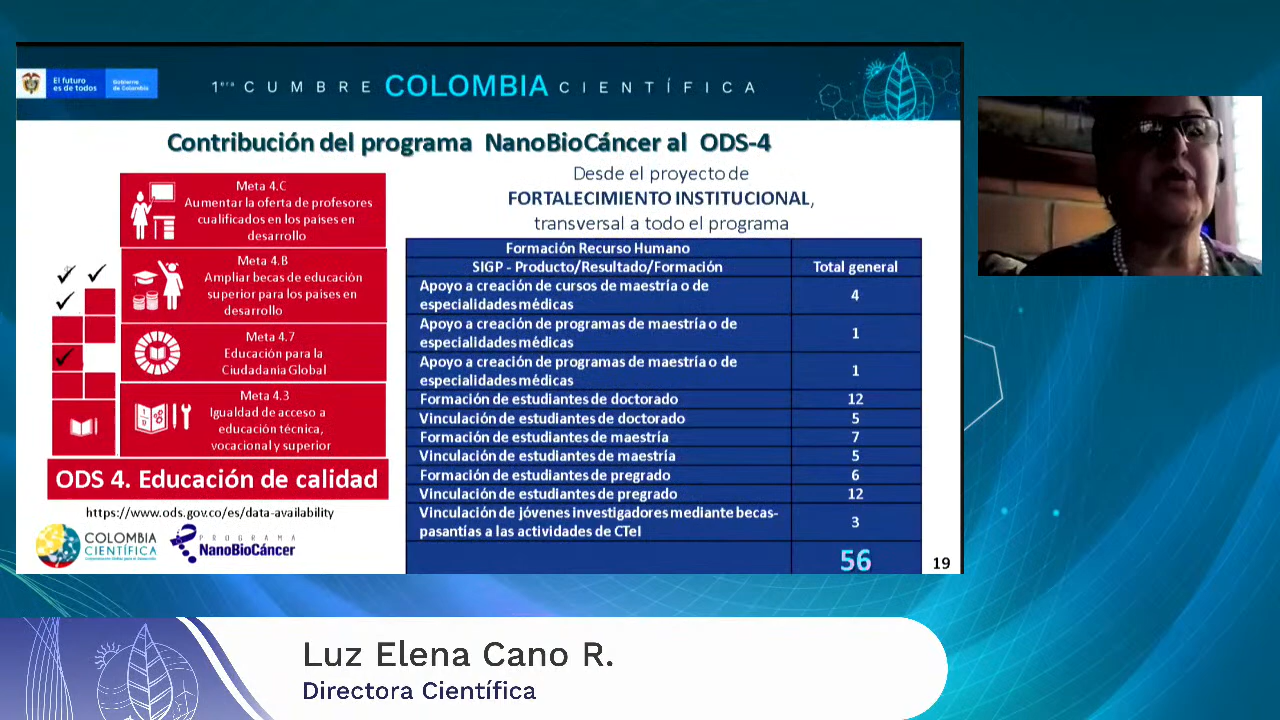 El futuro
es de todos
Gobierno
de Colombia
1era CUMBRE COLOMBIA CIENTÍFICA
Contribución del programa NanoBioCáncer al ODS-4
Meta 4.C
Aumentar la oferta de profesores
cualificados en los países en
desarrollo
Meta 4.B
Ampliar becas de educación
superior para los países en
desarrollo
Meta 4.7
Educación para la
Ciudadanía Global
Meta 4.3
Igualdad de acceso a
educación técnica,
vocacional y superior
ODS 4. Educación de calidad
https://www.ods.gov.co/es/data-availability
COLOMBIA
CIENTÍFICA
PROGRAMA
NanoBioCáncer
Desde el proyecto de
FORTALECIMIENTO INSTITUCIONAL,
transversal a todo el programa
Formación Recurso Humano
SIGP - Producto/Resultado/Formación Total general
Apoyo a creación de cursos de maestría o de
especialidades médicas 4
Apoyo a creación de programas de maestría o de
especialidades médicas 1
Apoyo a creación de programas de maestría o de
especialidades médicas 1
Formación de estudiantes de doctorado 12
Vinculación de estudiantes de doctorado 5
Formación de estudiantes de maestría 7
Vinculación de estudiantes de maestría 5
Formación de estudiantes de pregrado 6
Vinculación de estudiantes de pregrado 12
Vinculación de jóvenes investigadores mediante becas-
pasantías a las actividades de CTeI 3
56
19
Luz Elena Cano R.
Directora Científica